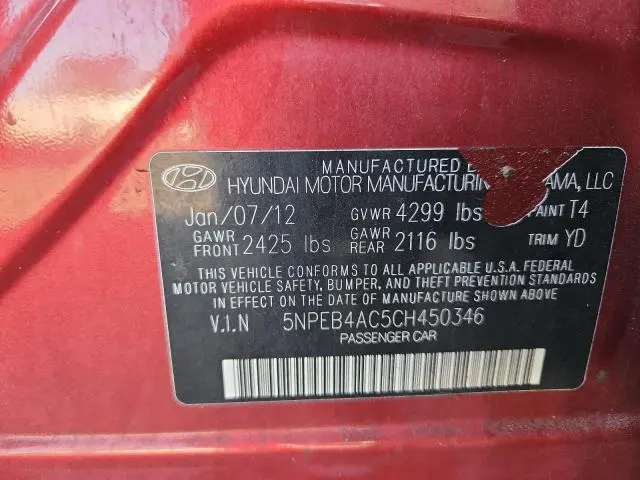 MANUFACTURED
HYUNDAI MOTOR MANUFACTURIN AMA, LLC
Jan/07/12 GVWR 4299 lbs PAINT T4
GAWR FRONT 2425 lbs GAWR REAR 2116 lbs TRIM YD
THIS VEHICLE CONFORMS TO ALL APPLICABLE U.S.A. FEDERAL
MOTOR VEHICLE SAFETY, BUMPER, AND THEFT PREVENTION STANDARDS
IN EFFECT ON THE DATE OF MANUFACTURE SHOWN ABOVE
V.I.N 5NPEB4AC5CH450346
PASSENGER CAR